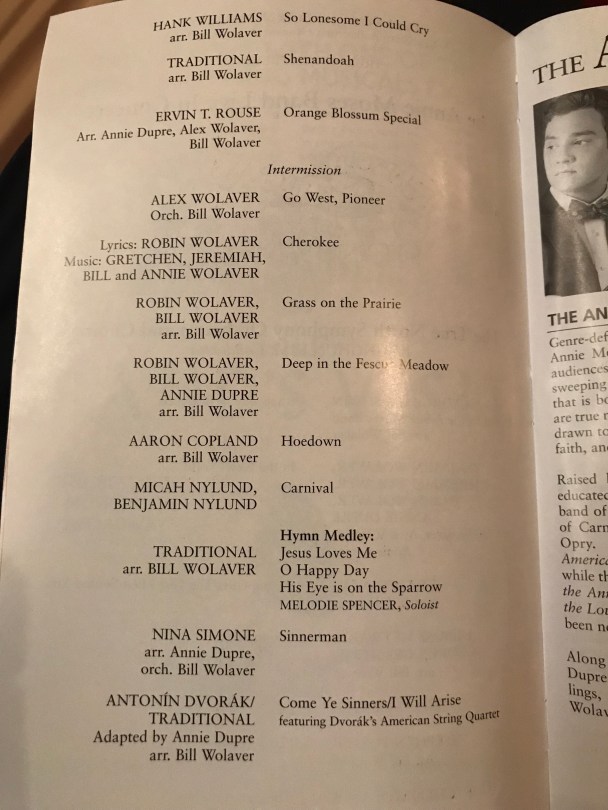 HANK WILLIAMS So Lonesome I Could Cry
arr. Bill Wolaver
TRADITIONAL Shenandoah
arr. Bill Wolaver
ERVIN T. ROUSE Orange Blossom Special
Arr. Annie Dupre, Alex Wolaver,
Bill Wolaver
Intermission
ALEX WOLAVER Go West, Pioneer
Orch. Bill Wolaver
Lyrics: ROBIN WOLAVER Cherokee
Music: GRETCHEN, JEREMIAH,
BILL and ANNIE WOLAVER
ROBIN WOLAVER, Grass on the Prairie
BILL WOLAVER
arr. Bill Wolaver
ROBIN WOLAVER, Deep in the Fescue Meadow
BILL WOLAVER,
ANNIE DUPRE
arr. Bill Wolaver
AARON COPLAND Hoedown
arr. Bill Wolaver
MICAH NYLUND, Carnival
BENJAMIN NYLUND
Hymn Medley:
TRADITIONAL Jesus Loves Me
arr. BILL WOLAVER O Happy Day
His Eye is on the Sparrow
MELODIE SPENCER, Soloist
NINA SIMONE Sinnerman
arr. Annie Dupre,
orch. Bill Wolaver
ANTONÍN DVORÁK/ Come Ye Sinners/I Will Arise
TRADITIONAL featuring Dvorák's American String Quartet
Adapted by Annie Dupre
arr. Bill Wolaver
THE A
THE AN
Genre-def
Annie Mo
audiences
sweeping
that is bo
are true r
drawn to
faith, an
Raised
educated
band of
of Carn
Opry.
America
while th
the An
the Lou
been n
Along
Dupre
lings,
Wolav